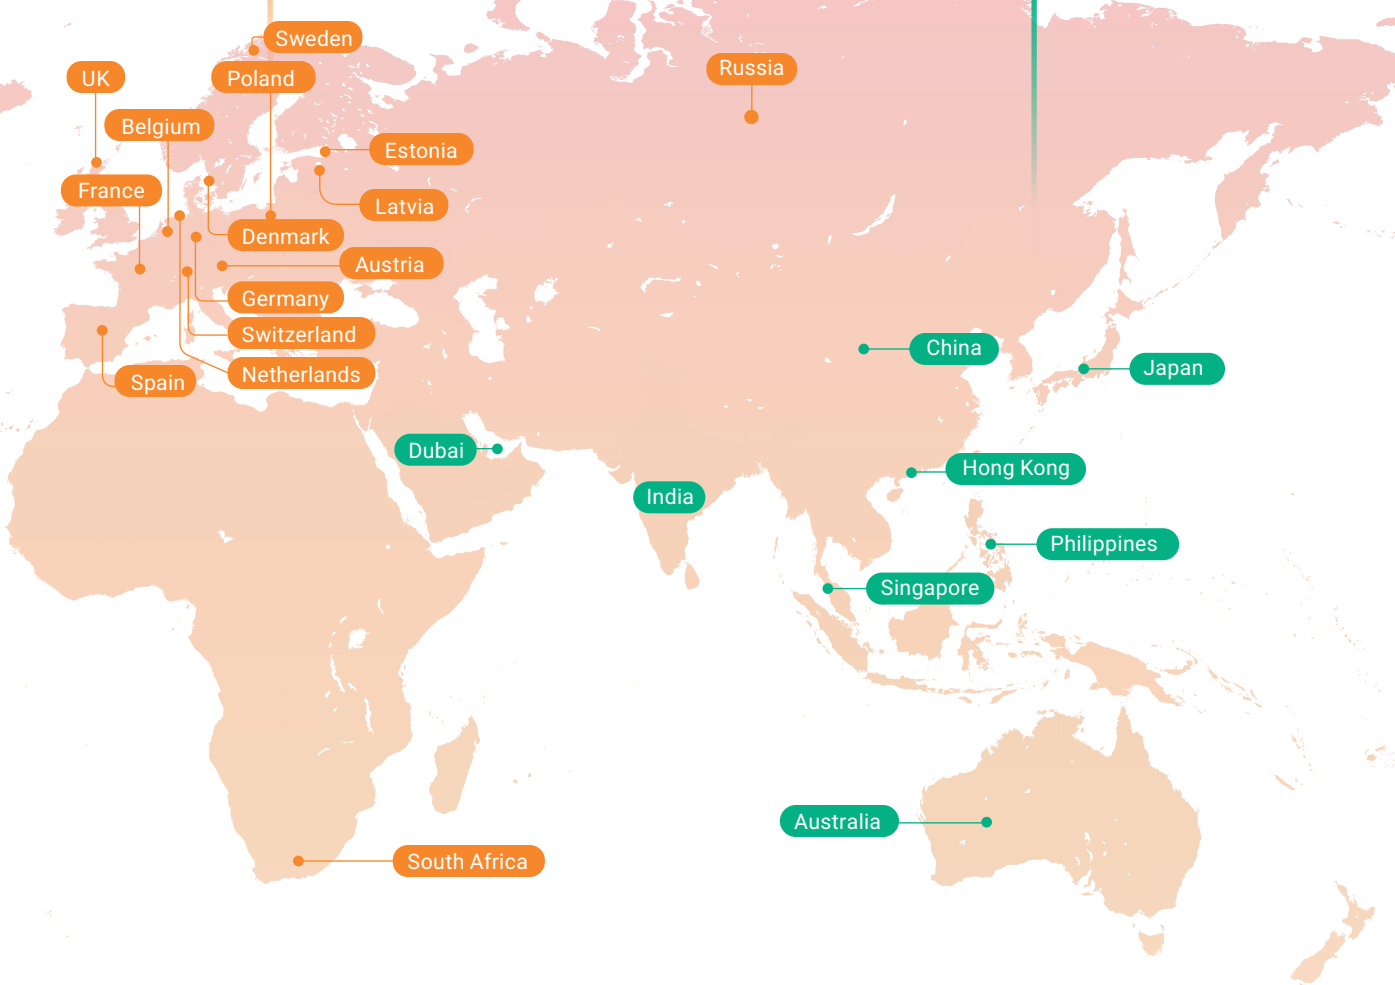 Sweden
UK
Poland
Russia
Belgium
Estonia
France
Latvia
Denmark
Austria
Germany
Switzerland
China
Japan
Netherlands
Spain
Dubai
Hong Kong
India
Philippines
Singapore
Australia
South Africa